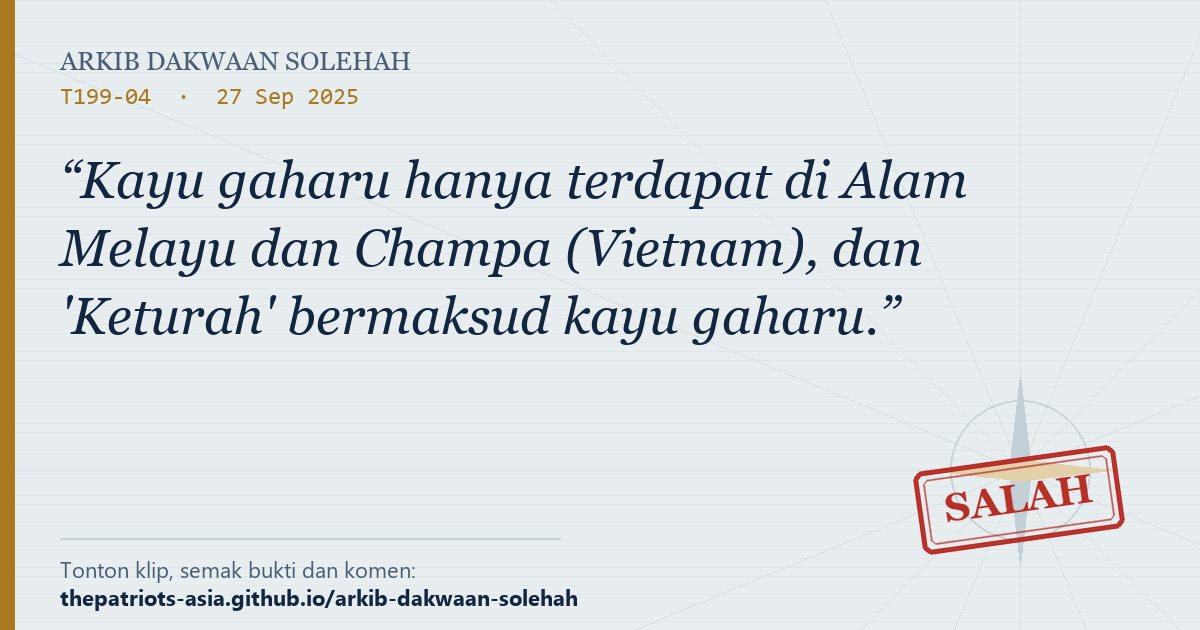 ARKIB DAKWAAN SOLEHAH
T199-04 · 27 Sep 2025
“Kayu gaharu hanya terdapat di Alam
Melayu dan Champa (Vietnam), dan
'Keturah' bermaksud kayu gaharu.”
SALAH
Tonton klip, semak bukti dan komen:
thepatriots-asia.github.io/arkib-dakwaan-solehah